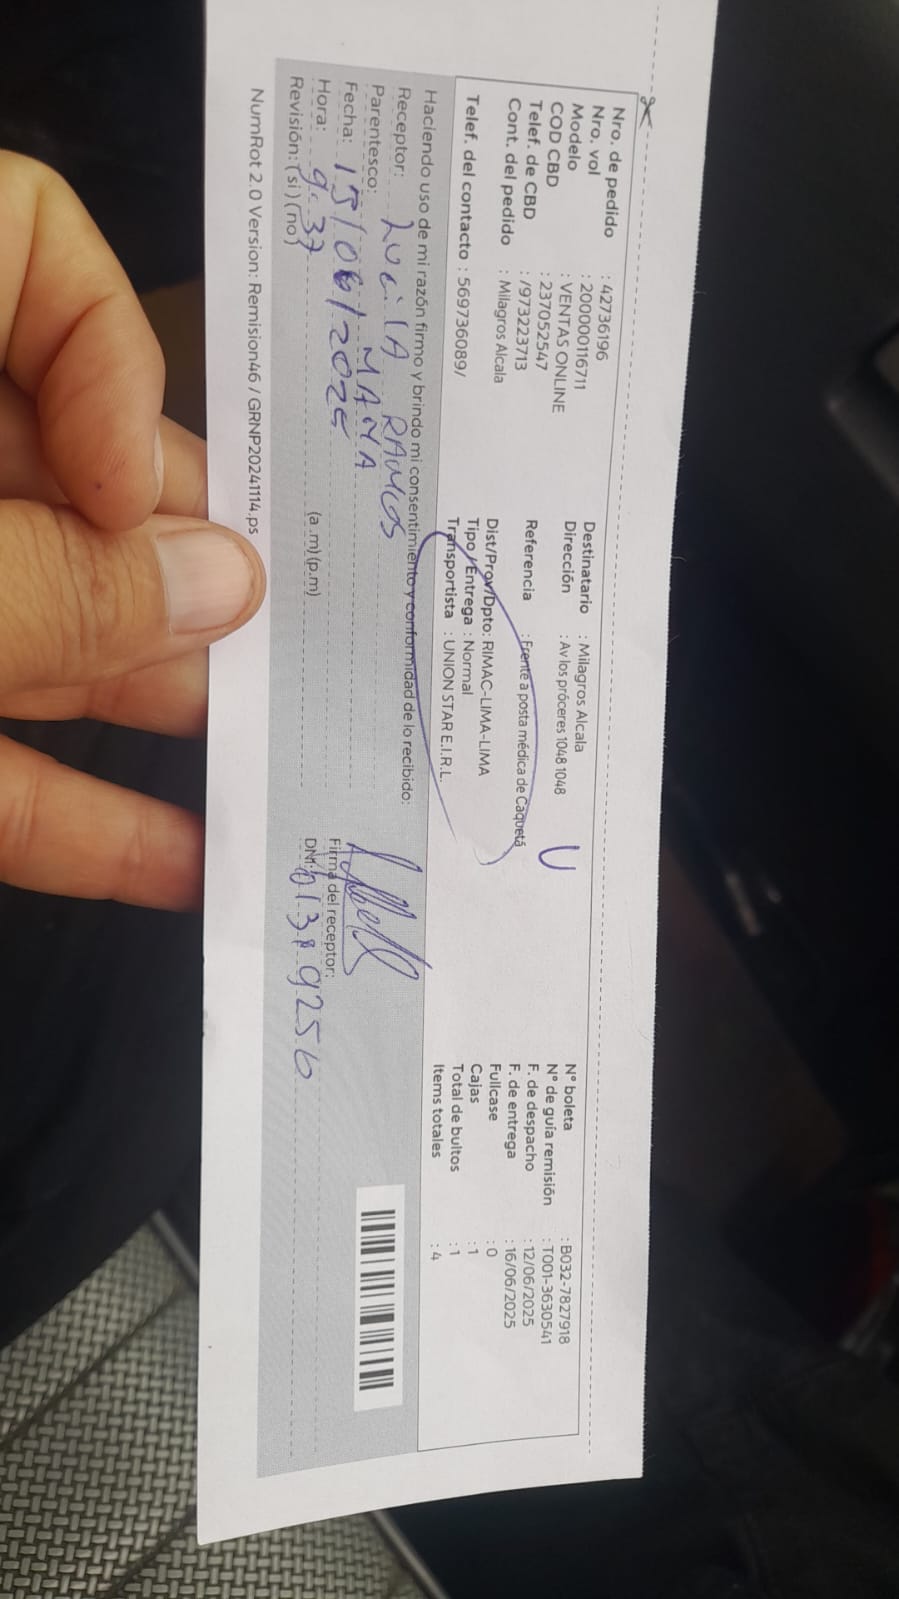 Nro. de pedido : 42736196
Nro. vol : 200000116711
Modelo : VENTAS ONLINE
COD CBD : 237052547
Telef. de CBD : /973223713
Cont. del pedido : Milagros Alcala
Telef. del contacto : 569736089/
Destinatario : Milagros Alcala
Dirección : Av los próceres 1048 1048
Referencia : Frente a posta médica de Caquetá
Dist/Prov/Dpto: RIMAC-LIMA-LIMA
Tipo Entrega : Normal
Transportista : UNION STAR E.I.R.L.
N° boleta : B032-7827918
N° de guía remisión : T001-3630541
F. de despacho : 12/06/2025
F. de entrega : 16/06/2025
Fullcase : 0
Cajas : 1
Total de bultos : 1
Items totales : 4
Haciendo uso de mi razón firmo y brindo mi consentimiento y conformidad de lo recibido:
Receptor: LUCILA RAMOS
Parentesco: MAMA
Fecha: 15/06/2025
Hora: 9.37 (a .m) (p.m)
Revisión: (si) (no)
Firma del receptor:
DNI:
NumRot 2.0 Version: Remision46 / GRNP20241114.ps